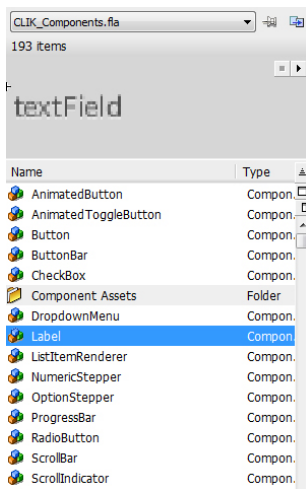 CLIK_Components.fla
193 items
textField
Name Type
AnimatedButton Compon.
AnimatedToggleButton Compon.
Button Compon.
ButtonBar Compon.
CheckBox Compon.
Component Assets Folder
DropdownMenu Compon.
Label Compon.
ListItemRenderer Compon.
NumericStepper Compon.
OptionStepper Compon.
ProgressBar Compon.
RadioButton Compon.
ScrollBar Compon.
ScrollIndicator Compon.